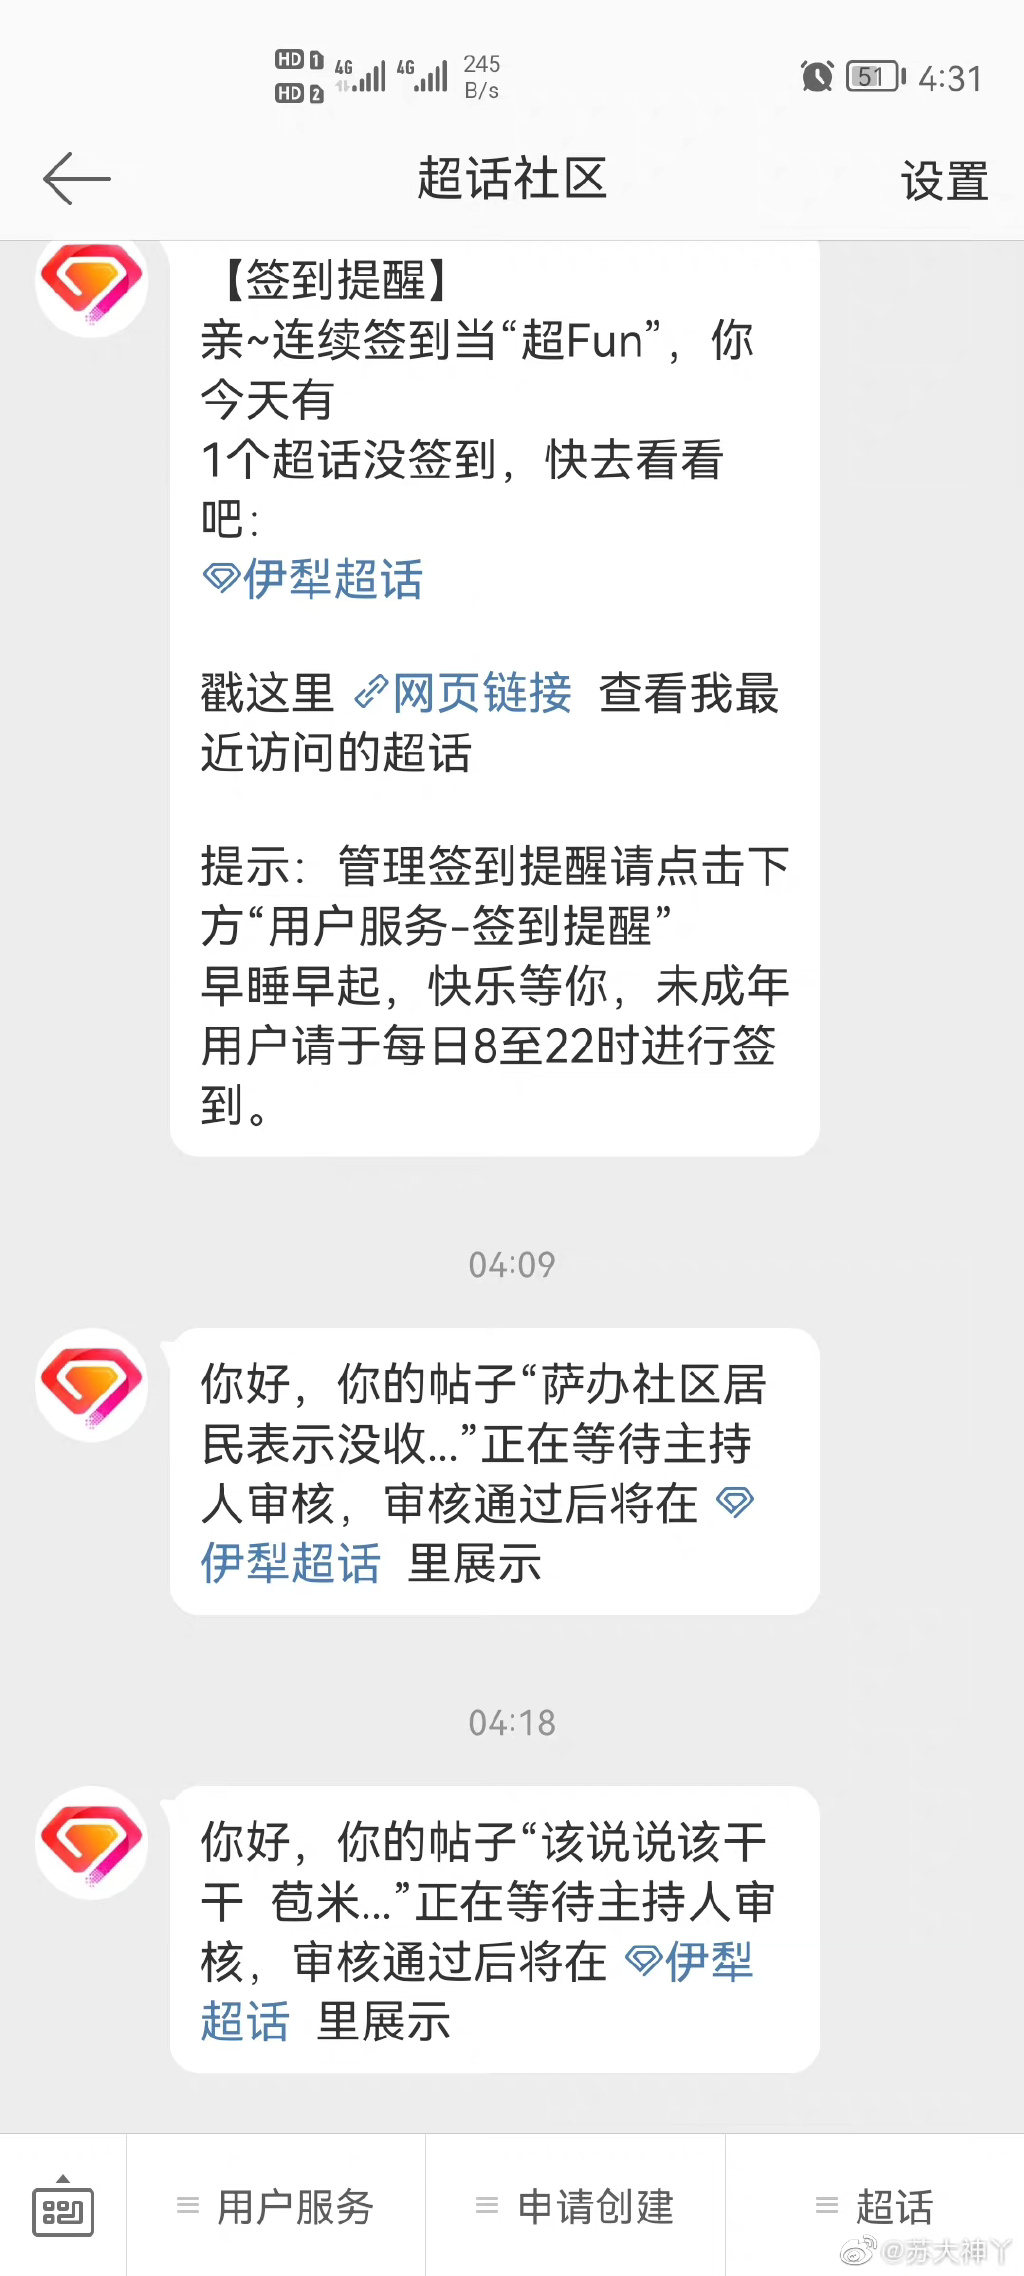 HD 1 4G 4G 245
HD 2 B/s
51 4:31
超话社区
设置
【签到提醒】
亲~连续签到当“超Fun”，你
今天有
1个超话没签到，快去看看
吧：
伊犁超话
戳这里 网页链接 查看我最
近访问的超话
提示：管理签到提醒请点击下
方“用户服务-签到提醒”
早睡早起，快乐等你，未成年
用户请于每日8至22时进行签
到。
04:09
你好，你的帖子“萨办社区居
民表示没收...”正在等待主持
人审核，审核通过后将在
伊犁超话 里展示
04:18
你好，你的帖子“该说说该干
干 苞米...”正在等待主持人审
核，审核通过后将在 伊犁
超话 里展示
用户服务
申请创建
超话
@苏大神丫